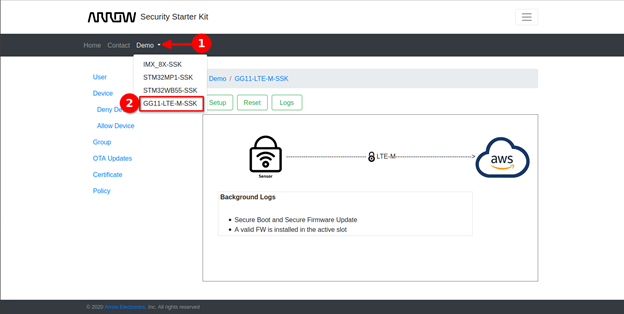 ARROW Security Starter Kit
Home Contact Demo 1
IMX_8X-SSK
STM32MP1-SSK
STM32WB55-SSK
2 GG11-LTE-M-SSK
User
Device
Deny De
Allow Device
Group
OTA Updates
Certificate
Policy
Demo / GG11-LTE-M-SSK
Setup Reset Logs
LTE-M
Sensor
aws
Background Logs
Secure Boot and Secure Firmware Update
A valid FW is installed in the active slot
© 2020 Arrow Electronics, Inc. All rights reserved